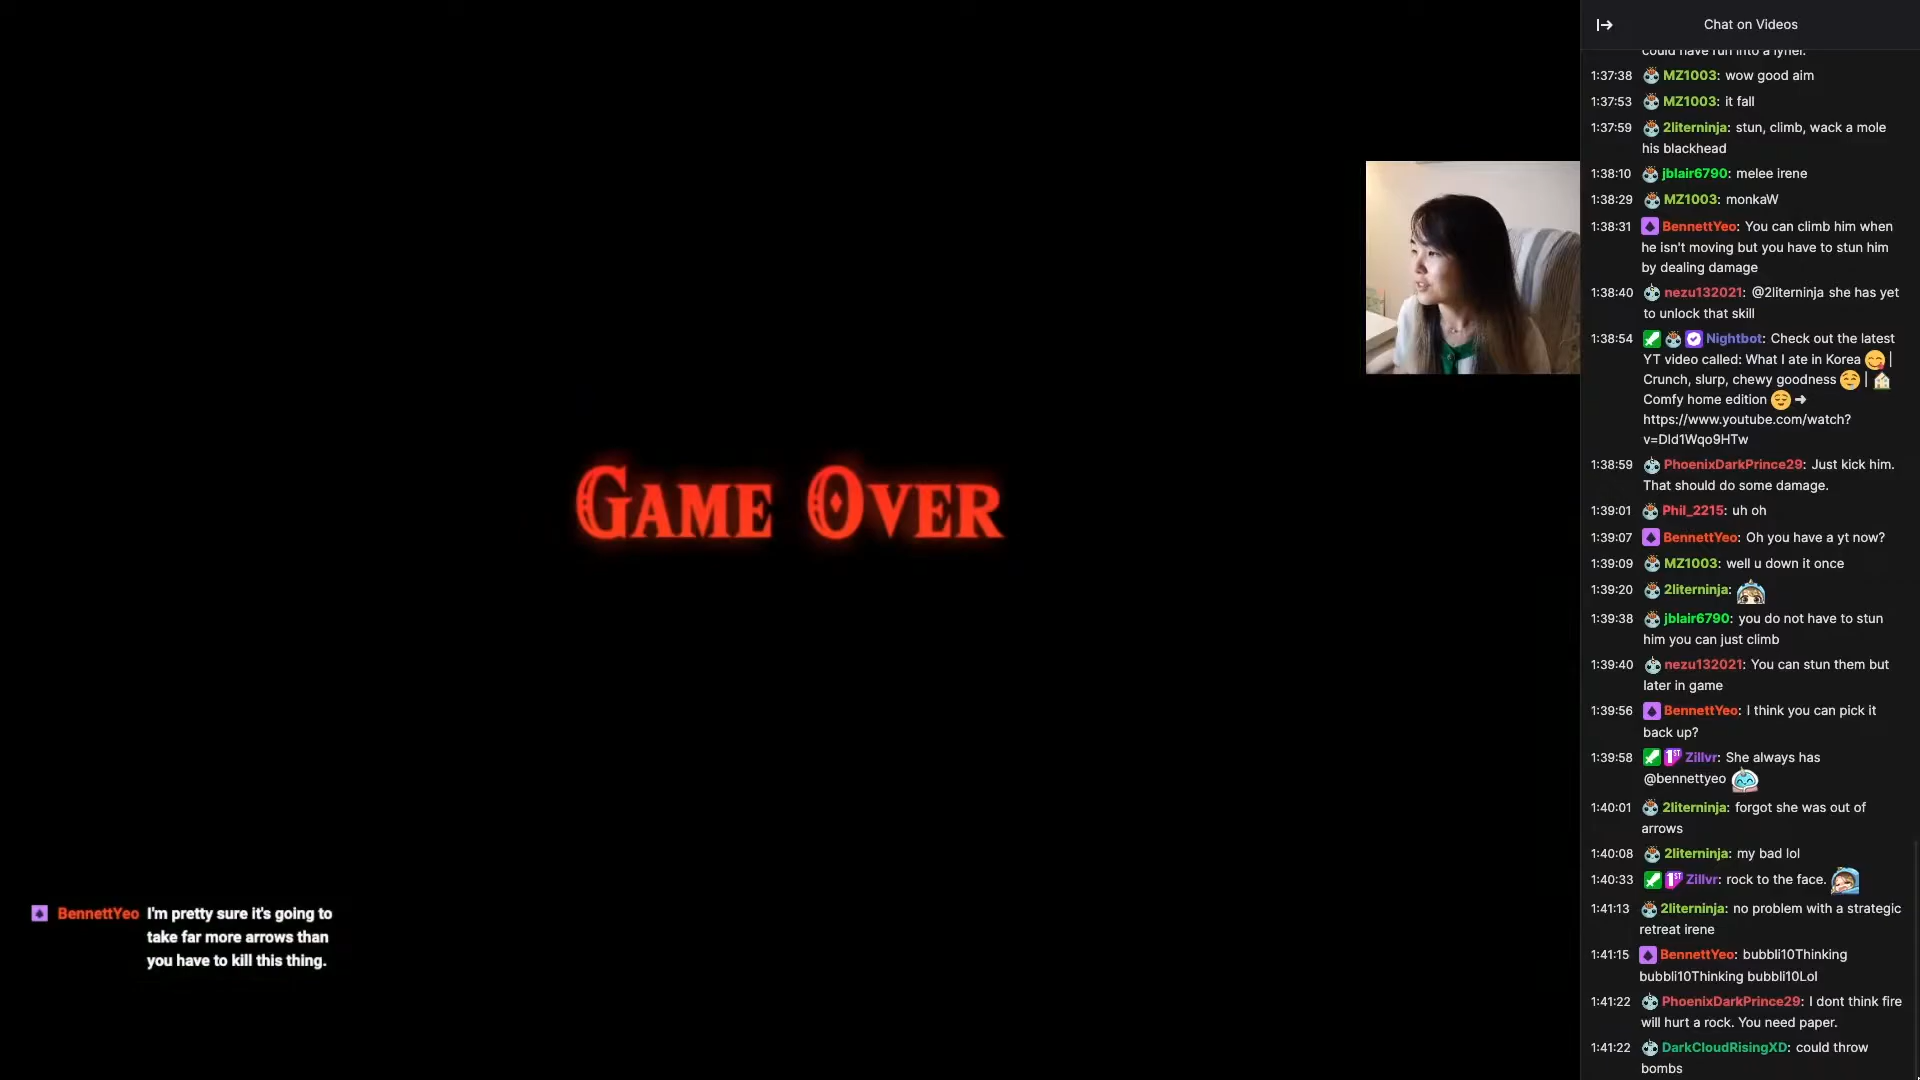 Chat on Videos
could have run into a lynel.
1:37:38 MZ1003: wow good aim
1:37:53 MZ1003: it fall
1:37:59 2literninja: stun, climb, wack a mole
his blackhead
1:38:10 jblair6790: melee irene
1:38:29 MZ1003: monkaW
1:38:31 BennettYeo: You can climb him when
he isn't moving but you have to stun him
by dealing damage
1:38:40 nezu132021: @2literninja she has yet
to unlock that skill
1:38:54 Nightbot: Check out the latest
YT video called: What I ate in Korea 😋 |
Crunch, slurp, chewy goodness 🤤 | 🏠
Comfy home edition 😌 ➜
https://www.youtube.com/watch?
v=Dld1Wqo9HTw
1:38:59 PhoenixDarkPrince29: Just kick him.
That should do some damage.
1:39:01 Phil_2215: uh oh
1:39:07 BennettYeo: Oh you have a yt now?
1:39:09 MZ1003: well u down it once
1:39:20 2literninja:
1:39:38 jblair6790: you do not have to stun
him you can just climb
1:39:40 nezu132021: You can stun them but
later in game
1:39:56 BennettYeo: I think you can pick it
back up?
1:39:58 1ST Zillvr: She always has
@bennettyeo
1:40:01 2literninja: forgot she was out of
arrows
1:40:08 2literninja: my bad lol
1:40:33 1ST Zillvr: rock to the face.
1:41:13 2literninja: no problem with a strategic
retreat irene
1:41:15 BennettYeo: bubbli10Thinking
bubbli10Thinking bubbli10Lol
1:41:22 PhoenixDarkPrince29: I dont think fire
will hurt a rock. You need paper.
1:41:22 DarkCloudRisingXD: could throw
bombs
GAME OVER
BennettYeo I'm pretty sure it's going to
take far more arrows than
you have to kill this thing.